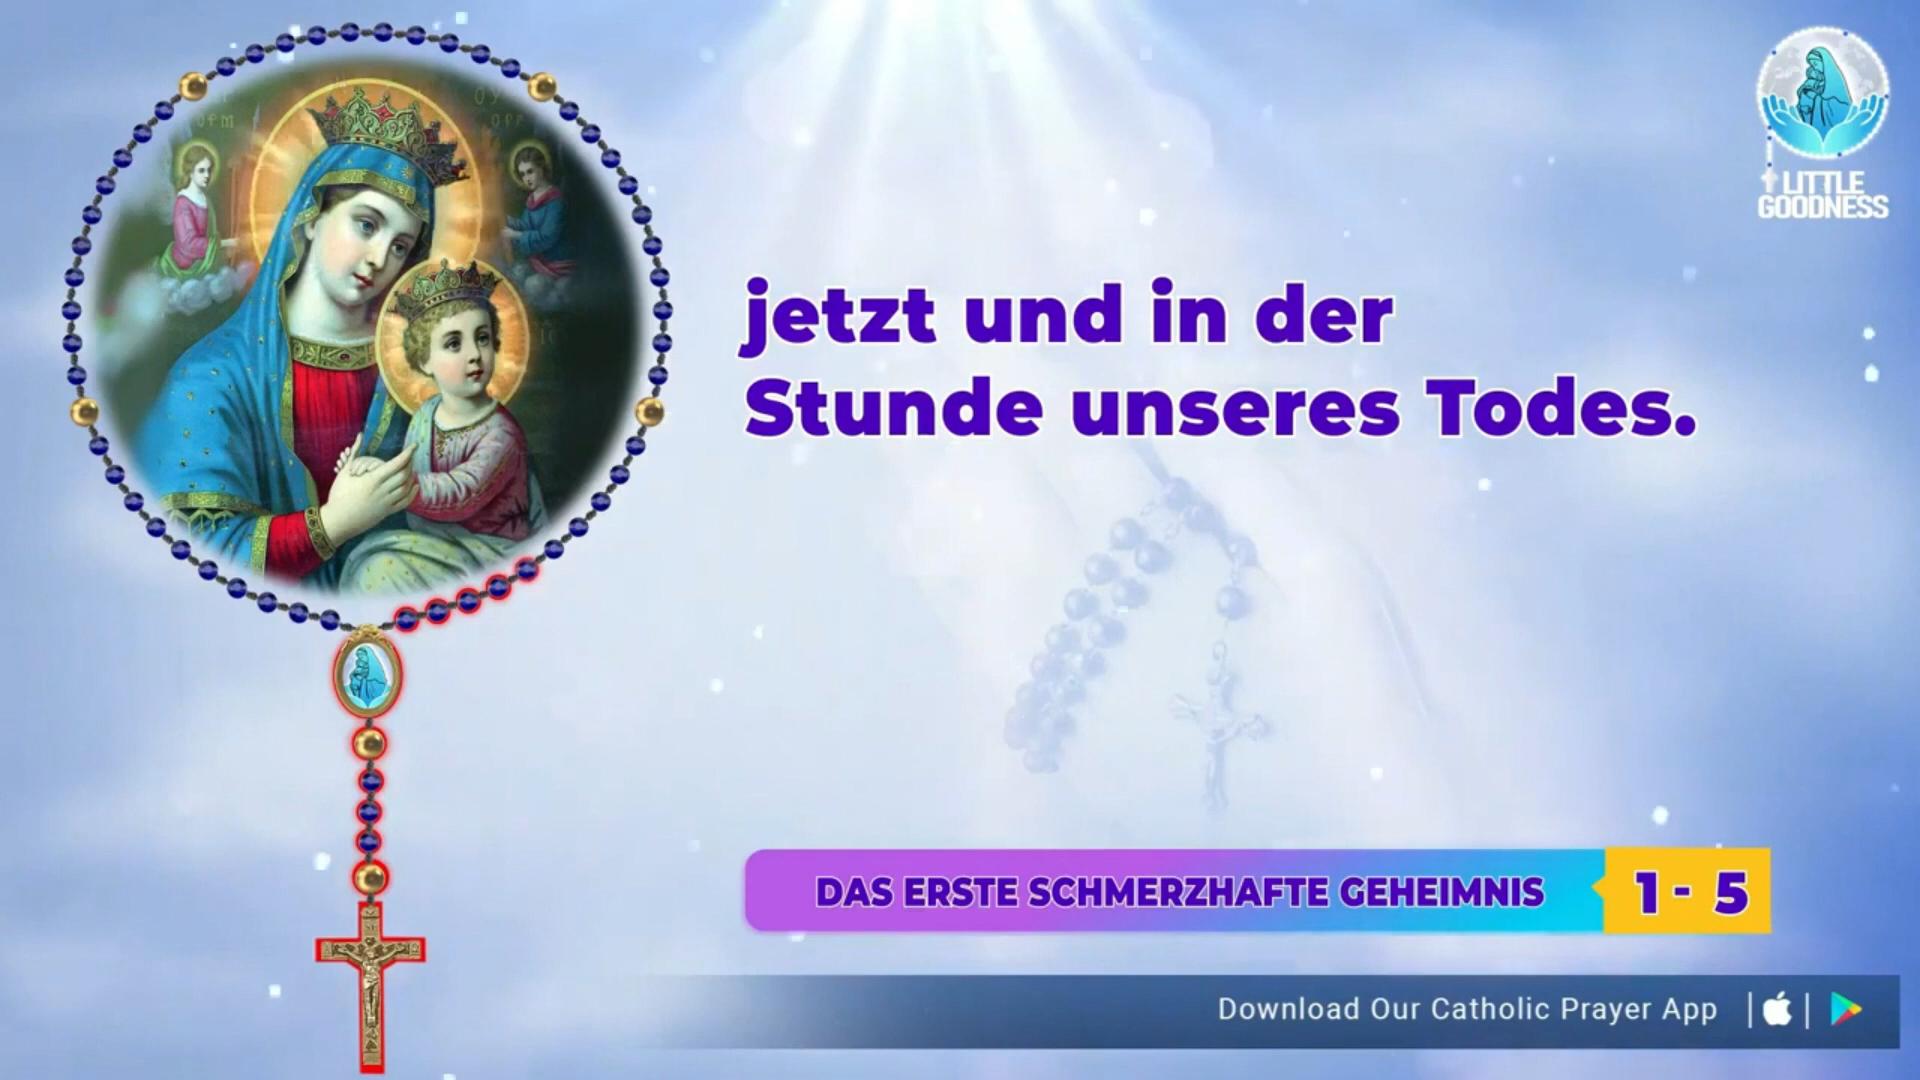 LITTLE
GOODNESS
jetzt und in der
Stunde unseres Todes.
DAS ERSTE SCHMERZHAFTE GEHEIMNIS 1 - 5
Download Our Catholic Prayer App